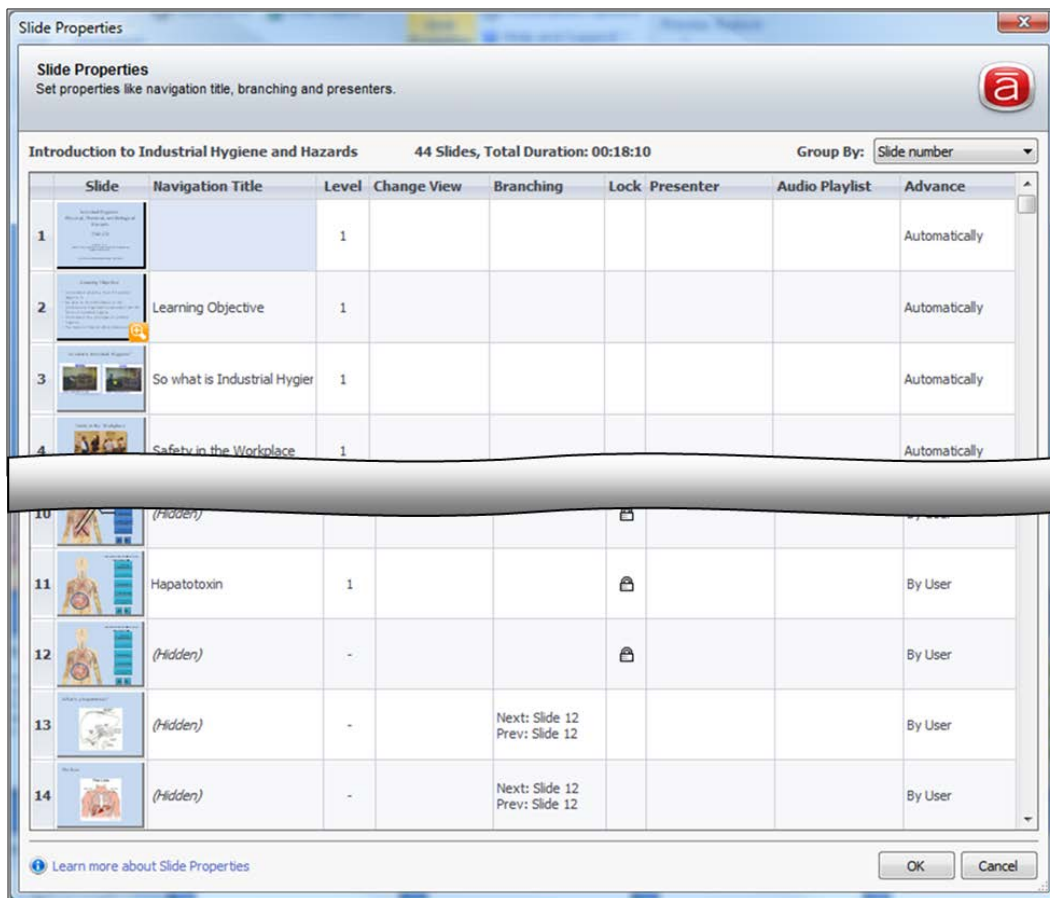 Slide Properties
Slide Properties
Set properties like navigation title, branching and presenters.
Introduction to Industrial Hygiene and Hazards 44 Slides, Total Duration: 00:18:10 Group By: Slide number
Slide Navigation Title Level Change View Branching Lock Presenter Audio Playlist Advance
1 1 Automatically
Learning Objective
2 Learning Objective 1 Automatically
3 So what is Industrial Hygier 1 Automatically
4 Safety in the Workplace 1 Automatically
10 (Hidden) By User
11 Hapatotoxin 1 By User
12 (Hidden) - By User
13 (Hidden) - Next: Slide 12 By User
Prev: Slide 12
14 (Hidden) - Next: Slide 12 By User
Prev: Slide 12
Learn more about Slide Properties OK Cancel